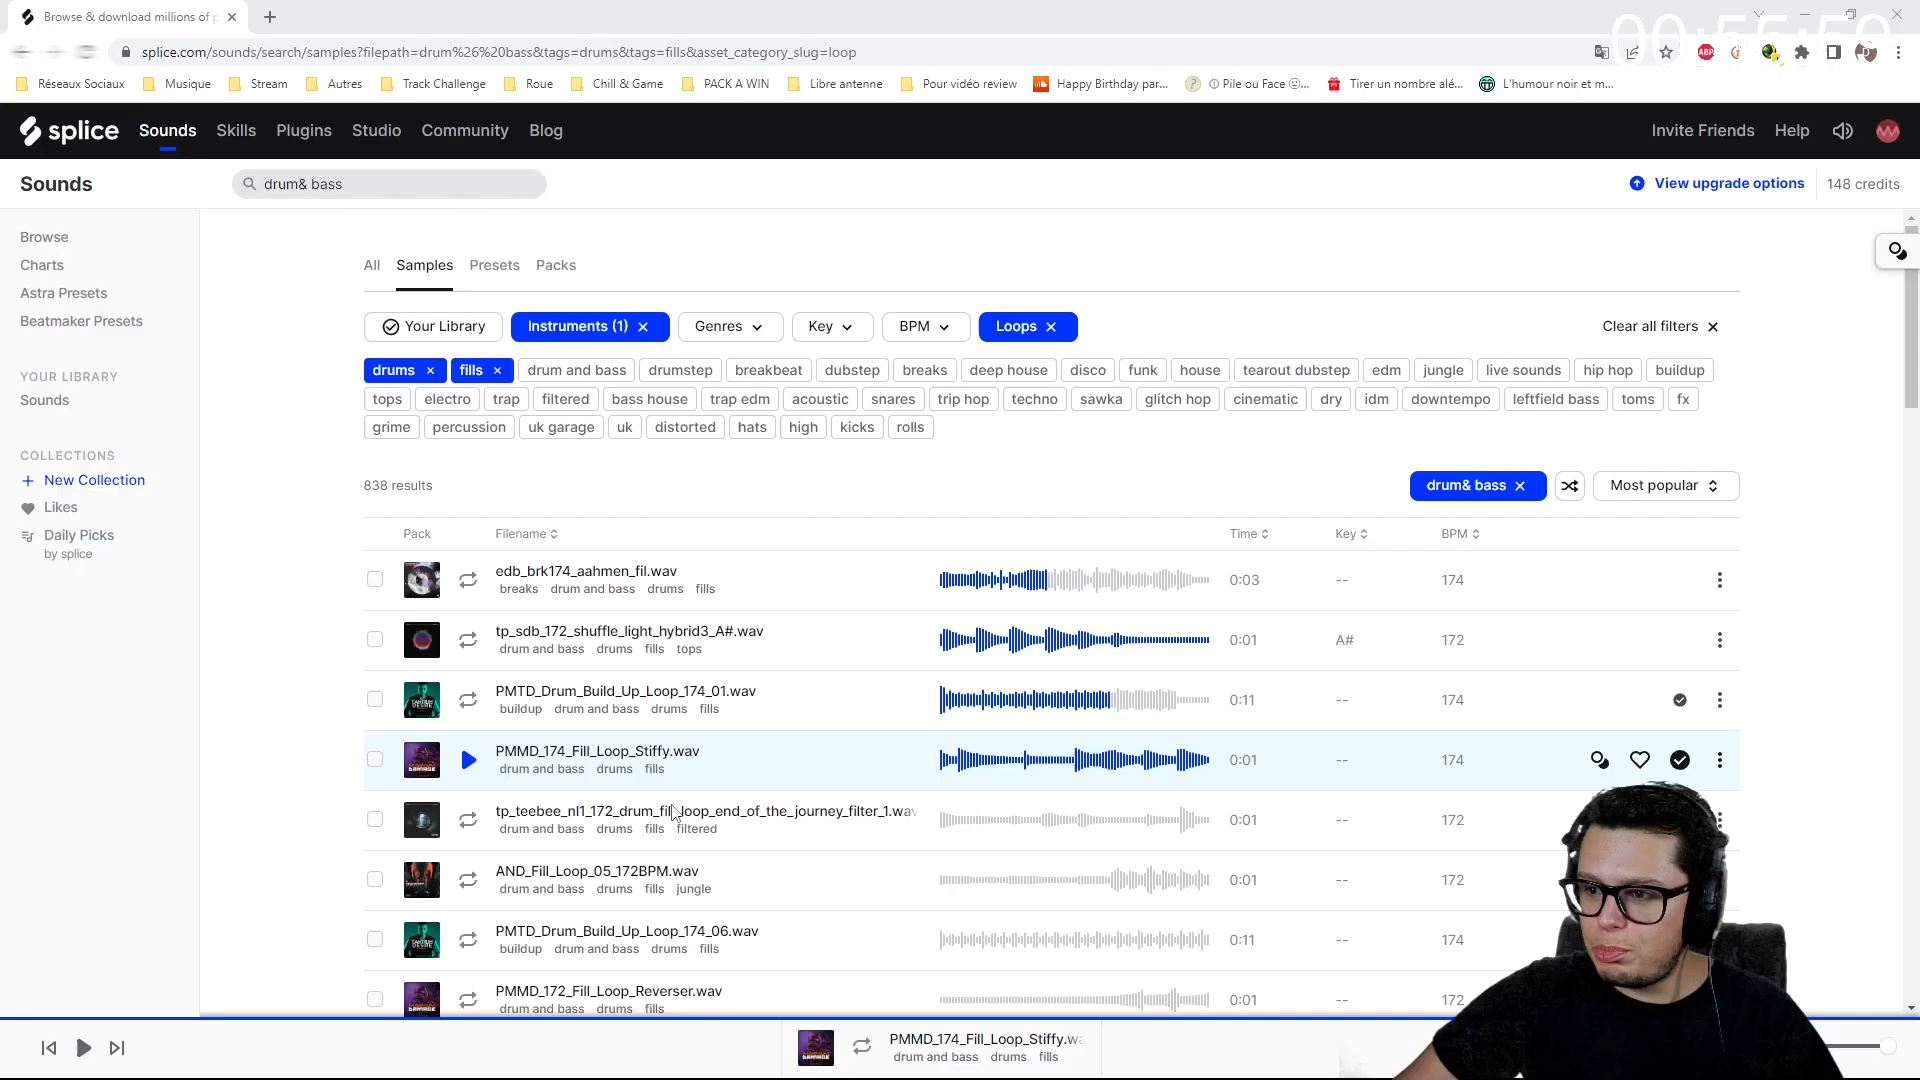 Browse & download millions of p
splice.com/sounds/search/samples?filepath=drum%26%20bass&tags=drums&tags=fills&asset_category_slug=loop
Réseaux Sociaux Musique Stream Autres Track Challenge Roue Chill & Game PACK A WIN Libre antenne Pour vidéo review Happy Birthday par... Pile ou Face Tirer un nombre alé... L'humour noir et m...
splice Sounds Skills Plugins Studio Community Blog Invite Friends Help
Sounds drum& bass View upgrade options 148 credits
Browse
Charts
Astra Presets
Beatmaker Presets
YOUR LIBRARY
Sounds
COLLECTIONS
New Collection
Likes
Daily Picks
by splice
All Samples Presets Packs
Your Library Instruments (1) Genres Key BPM Loops Clear all filters
drums fills drum and bass drumstep breakbeat dubstep breaks deep house disco funk house tearout dubstep edm jungle live sounds hip hop buildup
tops electro trap filtered bass house trap edm acoustic snares trip hop techno sawka glitch hop cinematic dry idm downtempo leftfield bass toms fx
grime percussion uk garage uk distorted hats high kicks rolls
838 results drum& bass Most popular
Pack Filename Time Key BPM
edb_brk174_aahmen_fil.wav 0:03 -- 174
breaks drum and bass drums fills
tp_sdb_172_shuffle_light_hybrid3_A#.wav 0:01 A# 172
drum and bass drums fills tops
PMTD_Drum_Build_Up_Loop_174_01.wav 0:11 -- 174
buildup drum and bass drums fills
PMMD_174_Fill_Loop_Stiffy.wav 0:01 -- 174
drum and bass drums fills
tp_teebee_nl1_172_drum_fill_loop_end_of_the_journey_filter_1.wav 0:01 -- 172
drum and bass drums fills filtered
AND_Fill_Loop_05_172BPM.wav 0:01 -- 172
drum and bass drums fills jungle
PMTD_Drum_Build_Up_Loop_174_06.wav 0:11 -- 174
buildup drum and bass drums fills
PMMD_172_Fill_Loop_Reverser.wav 0:01 -- 172
drum and bass drums fills
PMMD_174_Fill_Loop_Stiffy.wa
drum and bass drums fills